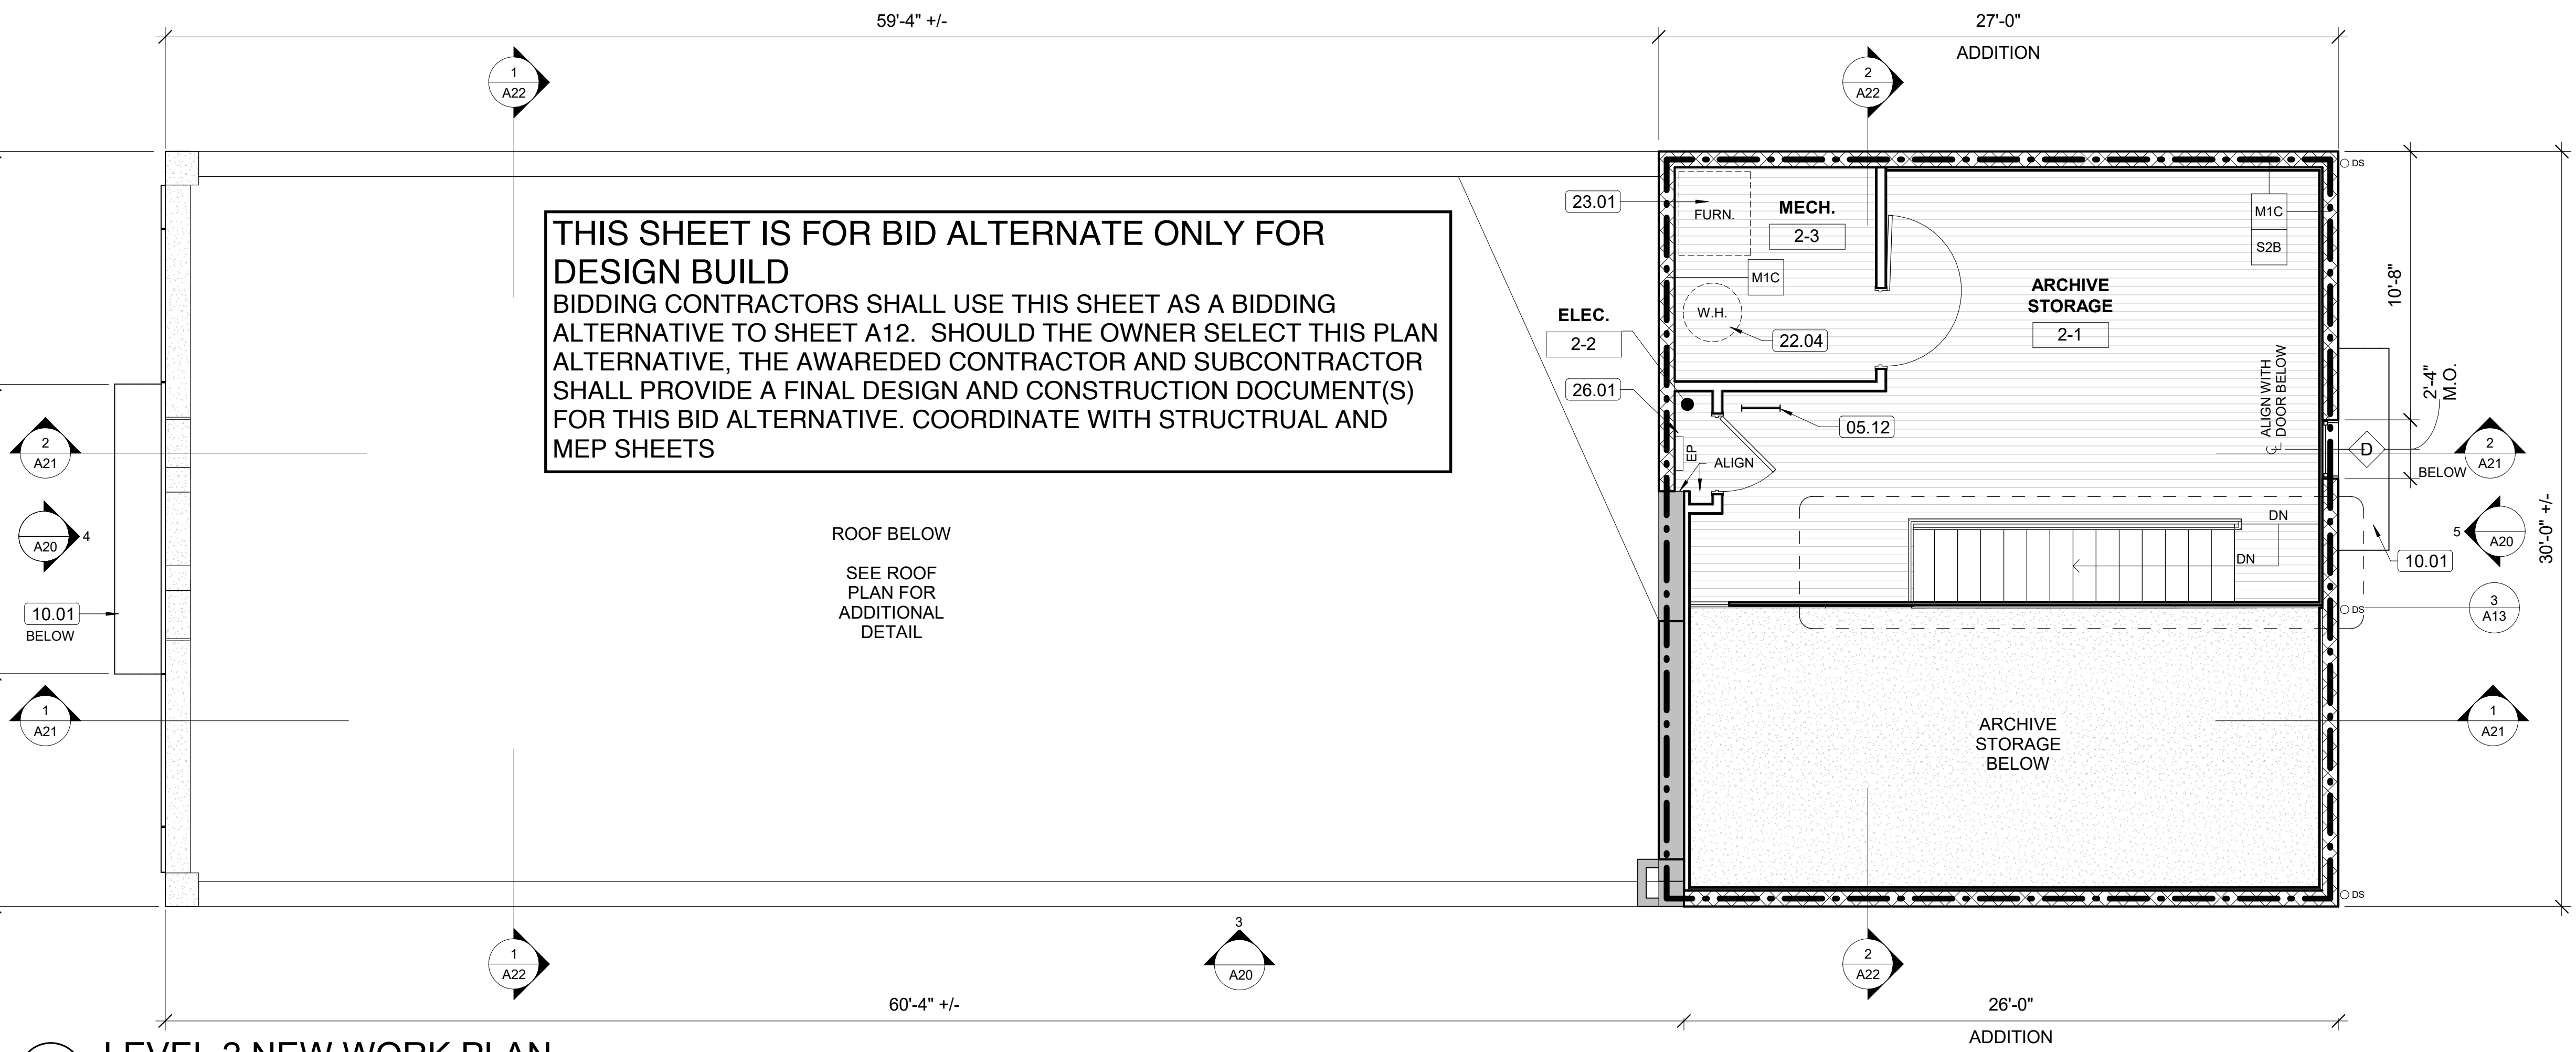 59'-4" +/-
27'-0"
ADDITION
1
A22
2
A22
DS
23.01
FURN.
MECH.
2-3
M1C
W.H.
22.04
M1C
S2B
ARCHIVE
STORAGE
2-1
10'-8"
THIS SHEET IS FOR BID ALTERNATE ONLY FOR
DESIGN BUILD
BIDDING CONTRACTORS SHALL USE THIS SHEET AS A BIDDING
ALTERNATIVE TO SHEET A12. SHOULD THE OWNER SELECT THIS PLAN
ALTERNATIVE, THE AWAREDED CONTRACTOR AND SUBCONTRACTOR
SHALL PROVIDE A FINAL DESIGN AND CONSTRUCTION DOCUMENT(S)
FOR THIS BID ALTERNATIVE. COORDINATE WITH STRUCTRUAL AND
MEP SHEETS
ELEC.
2-2
26.01
05.12
EP
ALIGN
ALIGN WITH
DOOR BELOW
CL
2'-4"
M.O.
D
BELOW
2
A21
2
A21
A20
4
10.01
BELOW
1
A21
ROOF BELOW
SEE ROOF
PLAN FOR
ADDITIONAL
DETAIL
DN
DN
5
A20
30'-0" +/-
10.01
DS
3
A13
ARCHIVE
STORAGE
BELOW
1
A21
DS
1
A22
3
A20
2
A22
60'-4" +/-
26'-0"
ADDITION
LEVEL 2 NEW WORK PLAN